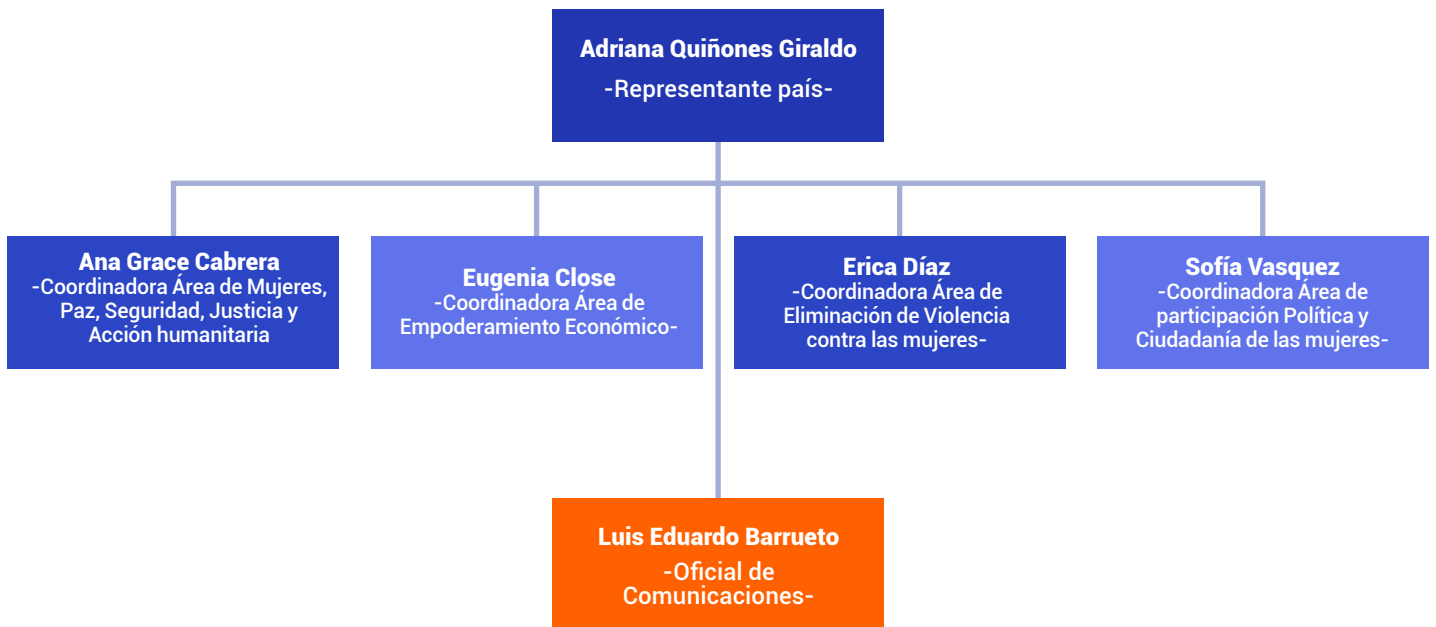 Adriana Quiñones Giraldo
-Representante país-
Ana Grace Cabrera
-Coordinadora Área de Mujeres,
Paz, Seguridad, Justicia y
Acción humanitaria
Eugenia Close
-Coordinadora Área de
Empoderamiento Económico-
Erica Díaz
-Coordinadora Área de
Eliminación de Violencia
contra las mujeres-
Sofía Vasquez
-Coordinadora Área de
participación Política y
Ciudadanía de las mujeres-
Luis Eduardo Barrueto
-Oficial de
Comunicaciones-